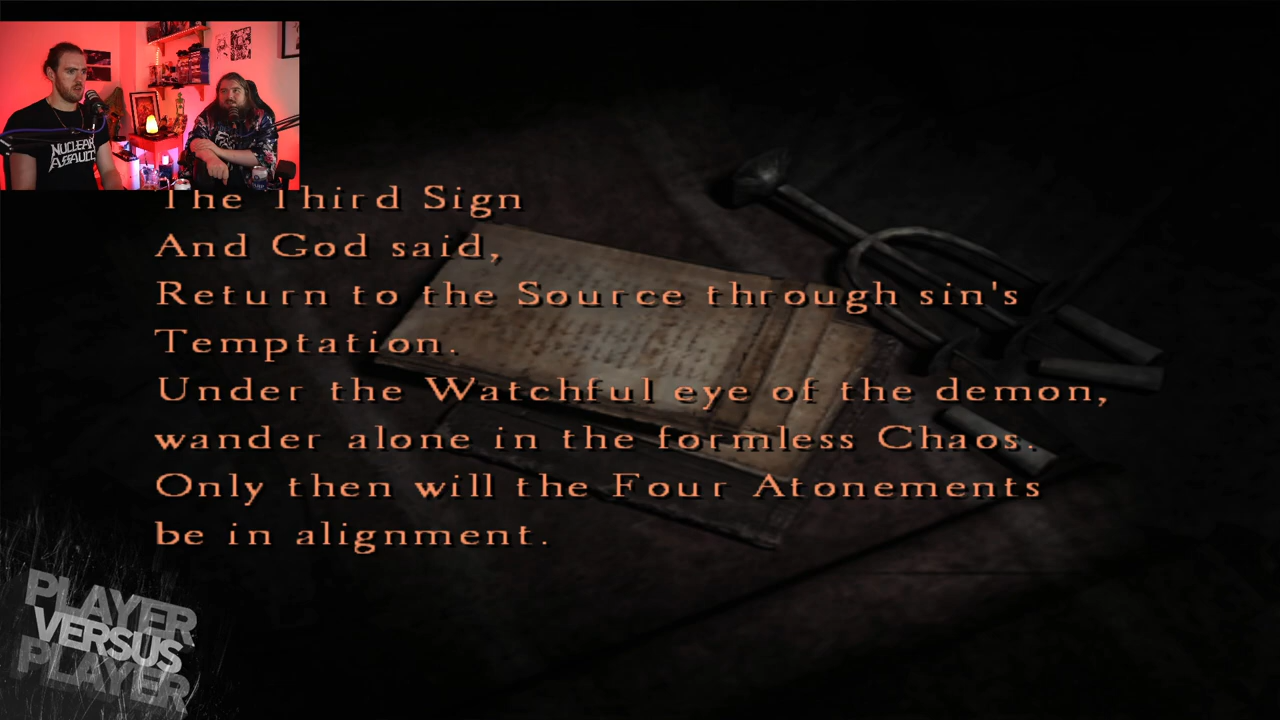 NUCLEAR
ASSAULT
The Third Sign
And God said,
Return to the Source through sin's
Temptation.
Under the Watchful eye of the demon,
wander alone in the formless Chaos.
Only then will the Four Atonements
be in alignment.
PLAYER
VERSUS
PLAYER